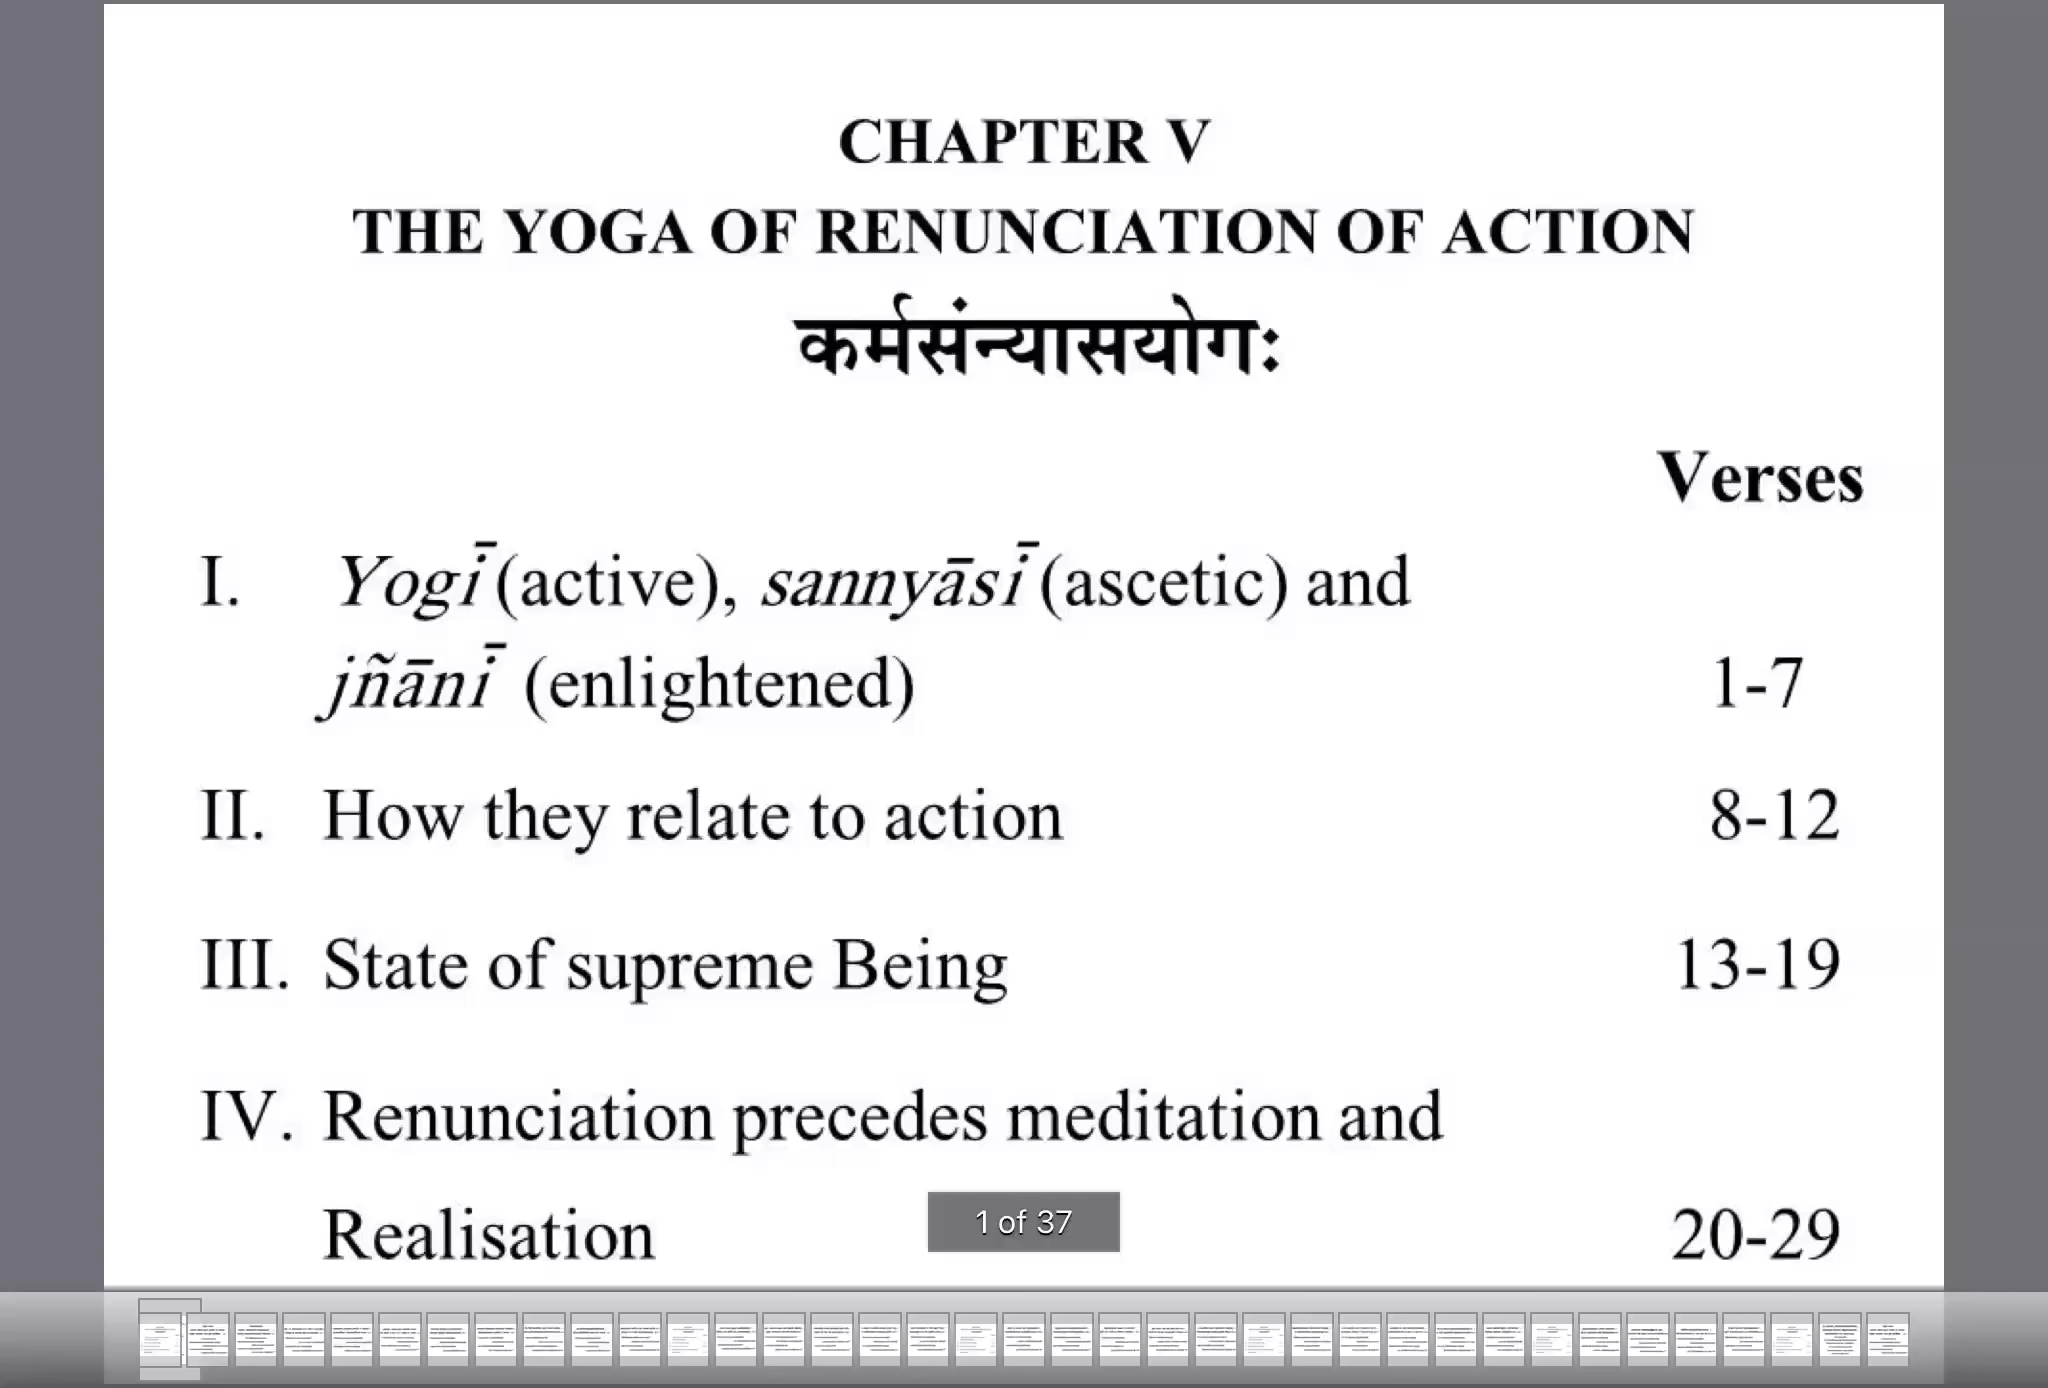 CHAPTER V
THE YOGA OF RENUNCIATION OF ACTION
कर्मसंन्यासयोगः
Verses
I. Yogī (active), sannyāsī (ascetic) and
jñānī (enlightened) 1-7
II. How they relate to action 8-12
III. State of supreme Being 13-19
IV. Renunciation precedes meditation and
Realisation 20-29
1 of 37